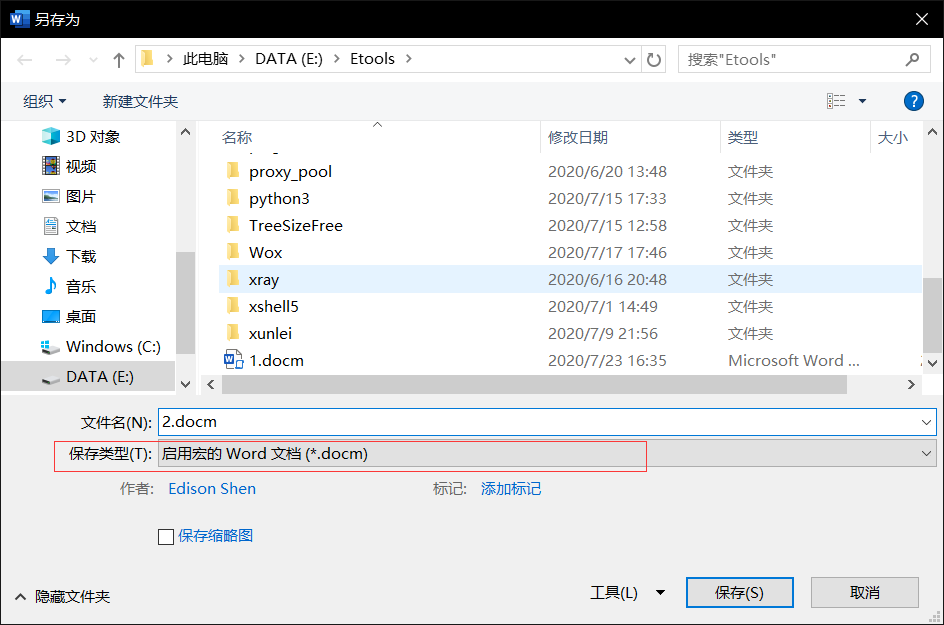 另存为
此电脑 > DATA (E:) > Etools >
搜索"Etools"
组织
新建文件夹
3D 对象
视频
图片
文档
下载
音乐
桌面
Windows (C:)
DATA (E:)
名称 修改日期 类型 大小
proxy_pool 2020/6/20 13:48 文件夹
python3 2020/7/15 17:33 文件夹
TreeSizeFree 2020/7/15 12:58 文件夹
Wox 2020/7/17 17:46 文件夹
xray 2020/6/16 20:48 文件夹
xshell5 2020/7/1 14:49 文件夹
xunlei 2020/7/9 21:56 文件夹
1.docm 2020/7/23 16:35 Microsoft Word ...
文件名(N): 2.docm
保存类型(T): 启用宏的 Word 文档 (*.docm)
作者: Edison Shen 标记: 添加标记
保存缩略图
隐藏文件夹 工具(L) 保存(S) 取消